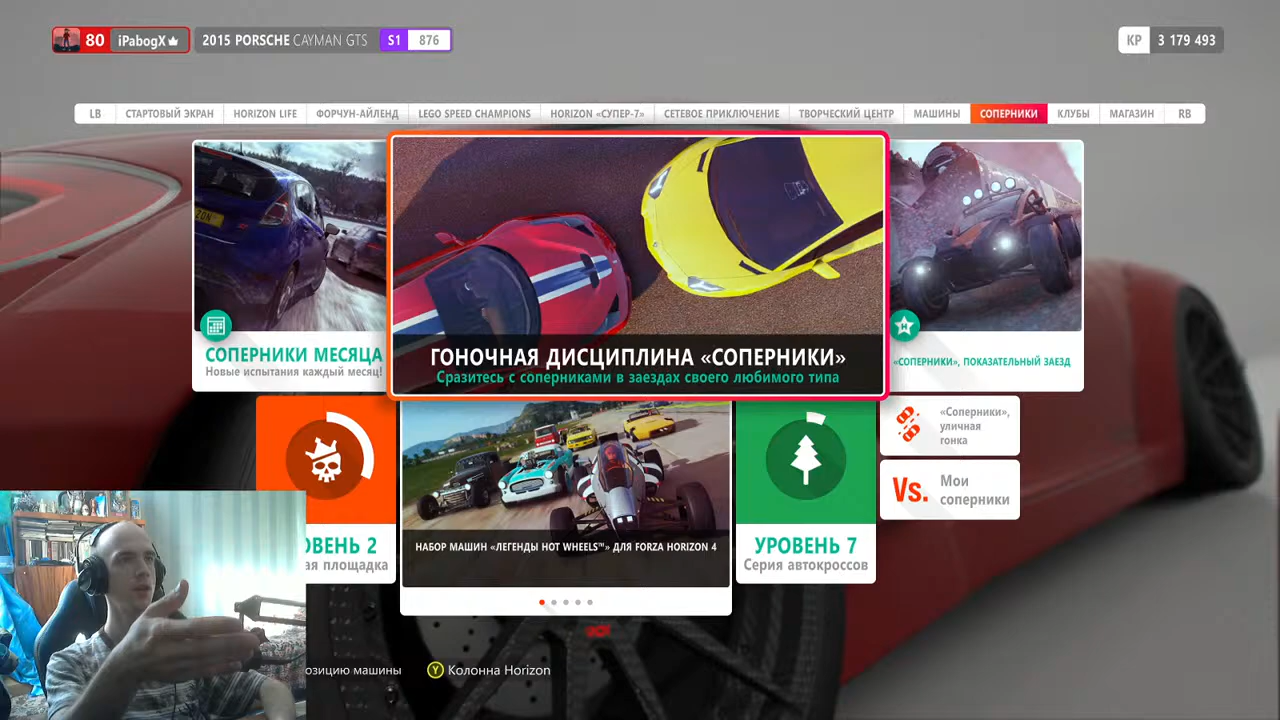 80 iPabogX 2015 PORSCHE CAYMAN GTS S1 876
КР 3 179 493
LB СТАРТОВЫЙ ЭКРАН HORIZON LIFE ФОРЧУН-АЙЛЕНД LEGO SPEED CHAMPIONS HORIZON «СУПЕР-7» СЕТЕВОЕ ПРИКЛЮЧЕНИЕ ТВОРЧЕСКИЙ ЦЕНТР МАШИНЫ СОПЕРНИКИ КЛУБЫ МАГАЗИН RB
СОПЕРНИКИ МЕСЯЦА
Новые испытания каждый месяц!
ГОНОЧНАЯ ДИСЦИПЛИНА «СОПЕРНИКИ»
Сразитесь с соперниками в заездах своего любимого типа
«СОПЕРНИКИ», ПОКАЗАТЕЛЬНЫЙ ЗАЕЗД
ОВЕНЬ 2
ая площадка
НАБОР МАШИН «ЛЕГЕНДЫ HOT WHEELS™» ДЛЯ FORZA HORIZON 4
УРОВЕНЬ 7
Серия автокроссов
«Соперники»,
уличная
гонка
Vs. Мои
соперники
озицию машины
Y Колонна Horizon